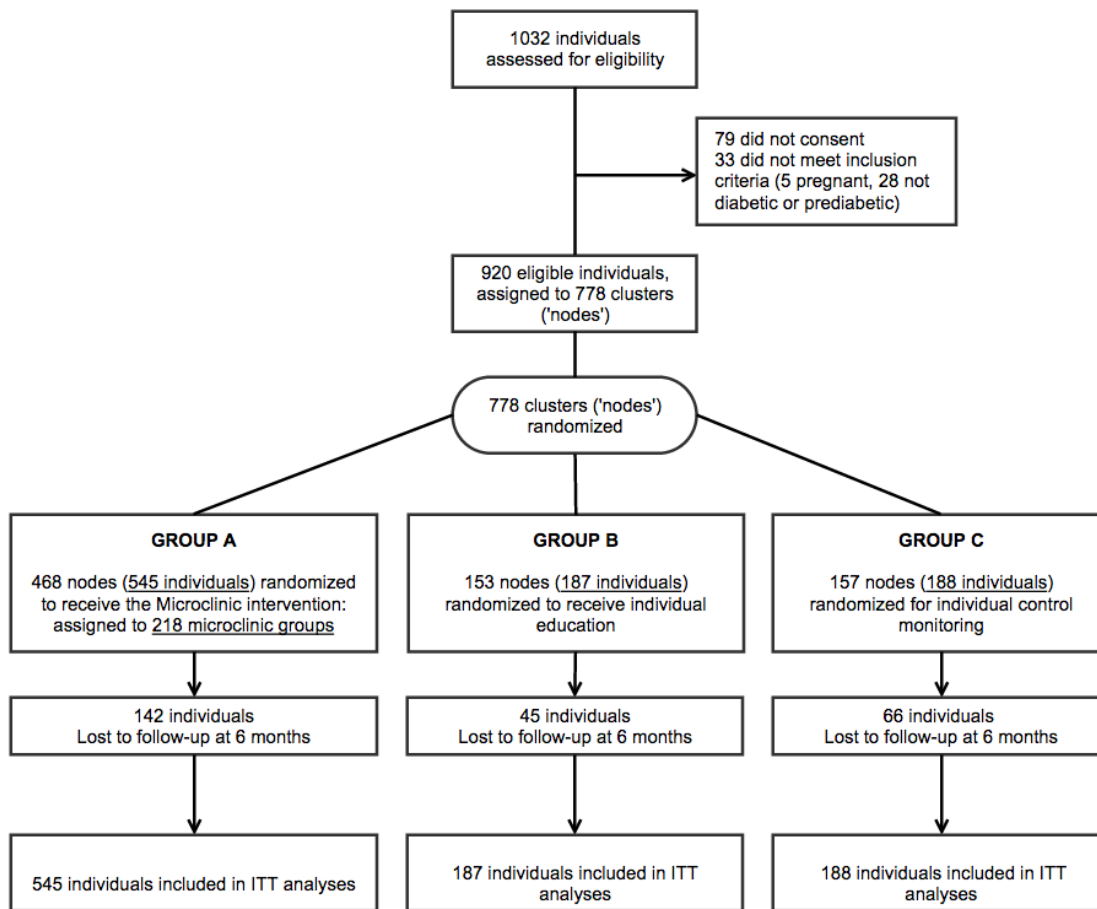 1032 individuals
assessed for eligibility
79 did not consent
33 did not meet inclusion
criteria (5 pregnant, 28 not
diabetic or prediabetic)
920 eligible individuals,
assigned to 778 clusters
('nodes')
778 clusters ('nodes')
randomized
GROUP A
468 nodes (545 individuals) randomized
to receive the Microclinic intervention:
assigned to 218 microclinic groups
GROUP B
153 nodes (187 individuals)
randomized to receive individual
education
GROUP C
157 nodes (188 individuals)
randomized for individual control
monitoring
142 individuals
Lost to follow-up at 6 months
45 individuals
Lost to follow-up at 6 months
66 individuals
Lost to follow-up at 6 months
545 individuals included in ITT analyses
187 individuals included in ITT
analyses
188 individuals included in ITT
analyses